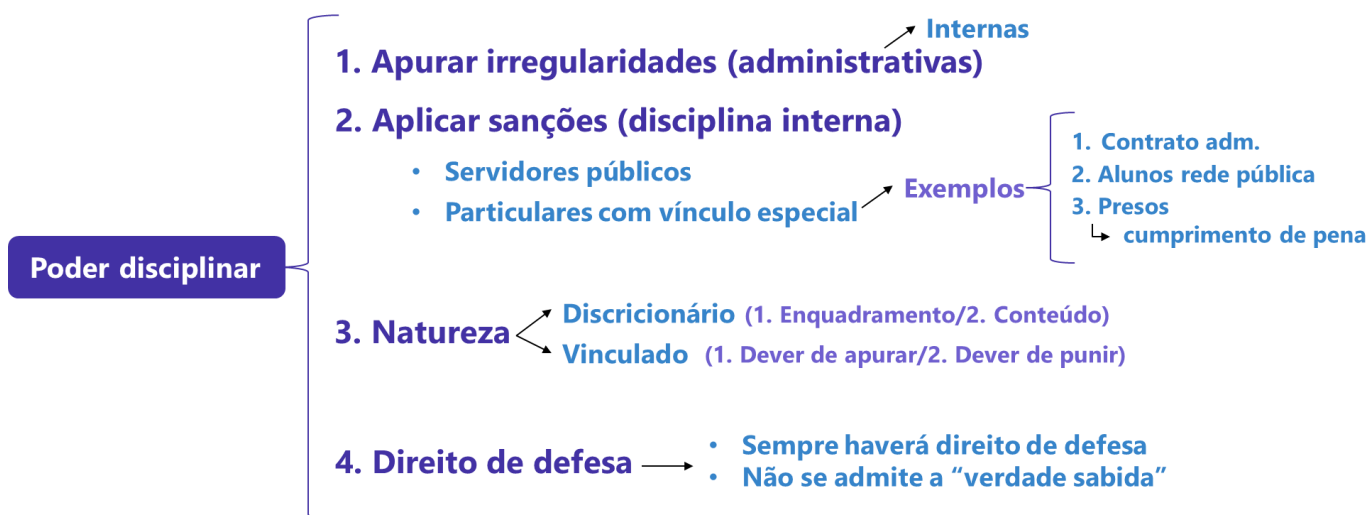 Internas
1. Apurar irregularidades (administrativas)
2. Aplicar sanções (disciplina interna)
• Servidores públicos
• Particulares com vínculo especial
Exemplos
1. Contrato adm.
2. Alunos rede pública
3. Presos
cumprimento de pena
Poder disciplinar
3. Natureza
Discricionário (1. Enquadramento/2. Conteúdo)
Vinculado (1. Dever de apurar/2. Dever de punir)
4. Direito de defesa
• Sempre haverá direito de defesa
• Não se admite a “verdade sabida”